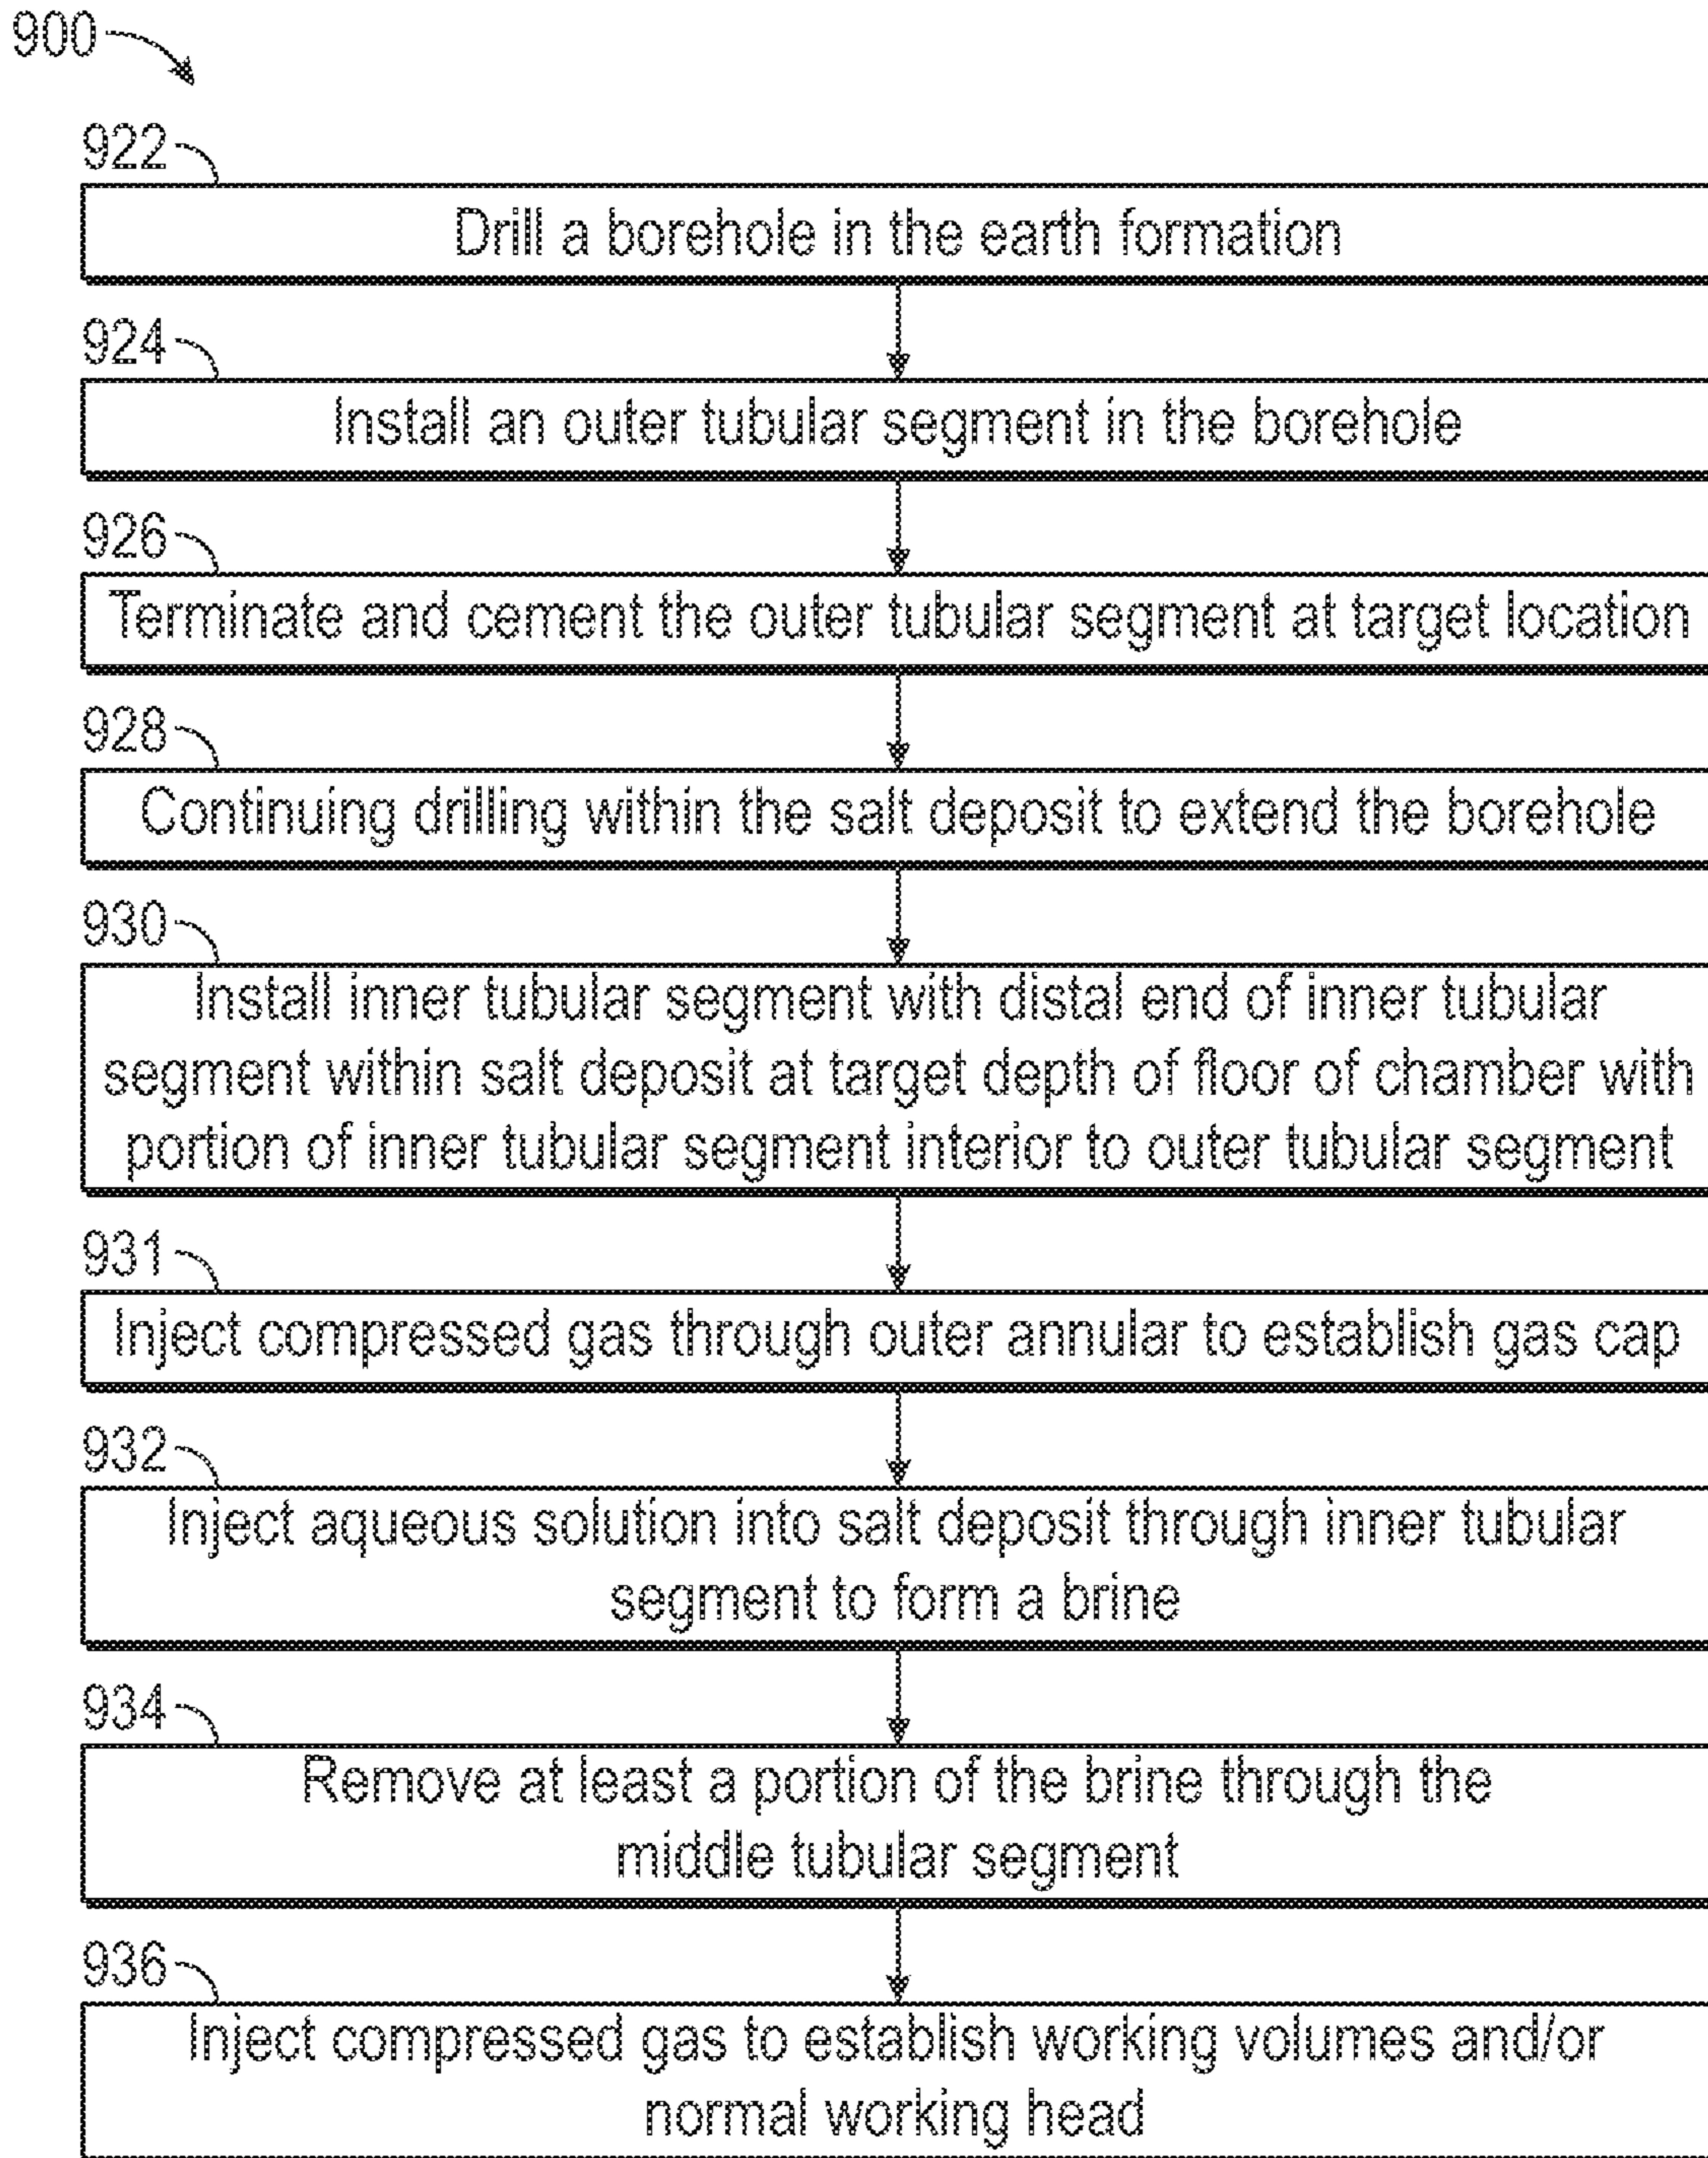 900
922
Drill a borehole in the earth formation
924
Install an outer tubular segment in the borehole
926
Terminate and cement the outer tubular segment at target location
928
Continuing drilling within the salt deposit to extend the borehole
930
Install inner tubular segment with distal end of inner tubular
segment within salt deposit at target depth of floor of chamber with
portion of inner tubular segment interior to outer tubular segment
931
Inject compressed gas through outer annular to establish gas cap
932
Inject aqueous solution into salt deposit through inner tubular
segment to form a brine
934
Remove at least a portion of the brine through the
middle tubular segment
936
Inject compressed gas to establish working volumes and/or
normal working head